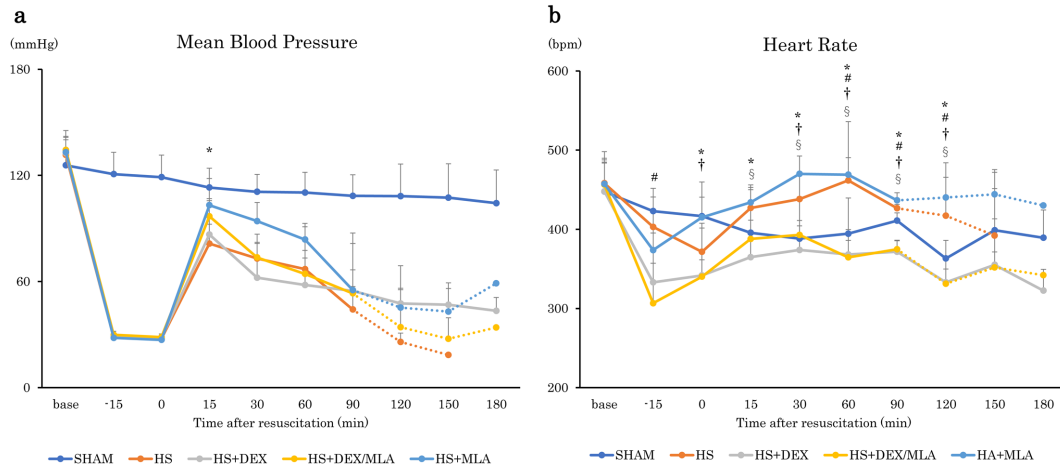 a
(mmHg)
Mean Blood Pressure
180
120
60
0
*
base -15 0 15 30 60 90 120 150 180
Time after resuscitation (min)
SHAM HS HS+DEX HS+DEX/MLA HS+MLA
b
(bpm)
Heart Rate
600
500
400
300
200
#
*
†
*
§
*
†
§
*
#
†
§
*
#
†
§
*
#
†
§
base -15 0 15 30 60 90 120 150 180
Time after resuscitation (min)
SHAM HS HS+DEX HS+DEX/MLA HA+MLA